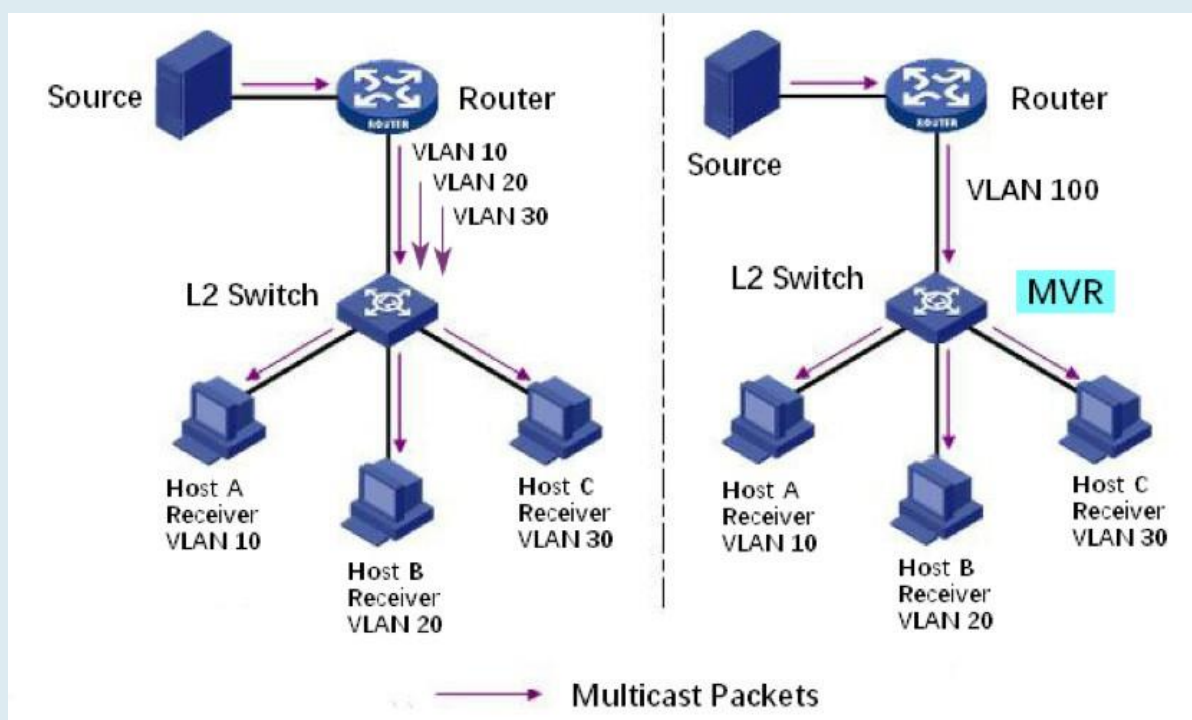 Source
ROUTER
Router
VLAN 10
VLAN 20
VLAN 30
L2 Switch
Host A
Receiver
VLAN 10
Host B
Receiver
VLAN 20
Host C
Receiver
VLAN 30
Source
ROUTER
Router
VLAN 100
L2 Switch
MVR
Host A
Receiver
VLAN 10
Host B
Receiver
VLAN 20
Host C
Receiver
VLAN 30
Multicast Packets